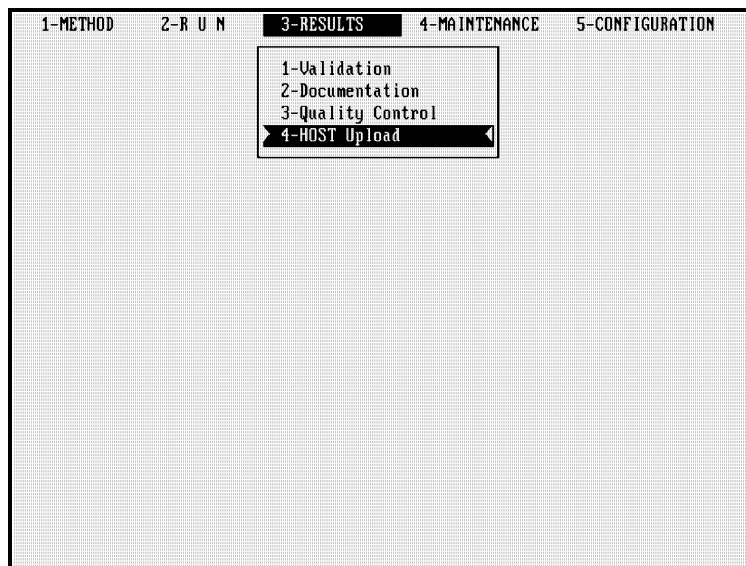 1-METHOD 2-R U N 3-RESULTS 4-MAINTENANCE 5-CONFIGURATION
1-Validation
2-Documentation
3-Quality Control
4-HOST Upload